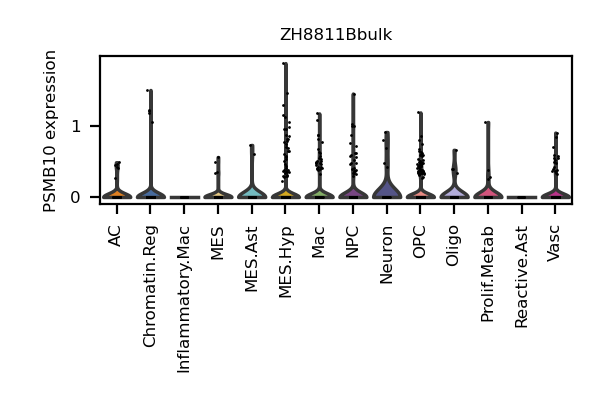 ZH8811Bbulk
PSMB10 expression
1
0
AC
Chromatin.Reg
Inflammatory.Mac
MES
MES.Ast
MES.Hyp
Mac
NPC
Neuron
OPC
Oligo
Prolif.Metab
Reactive.Ast
Vasc